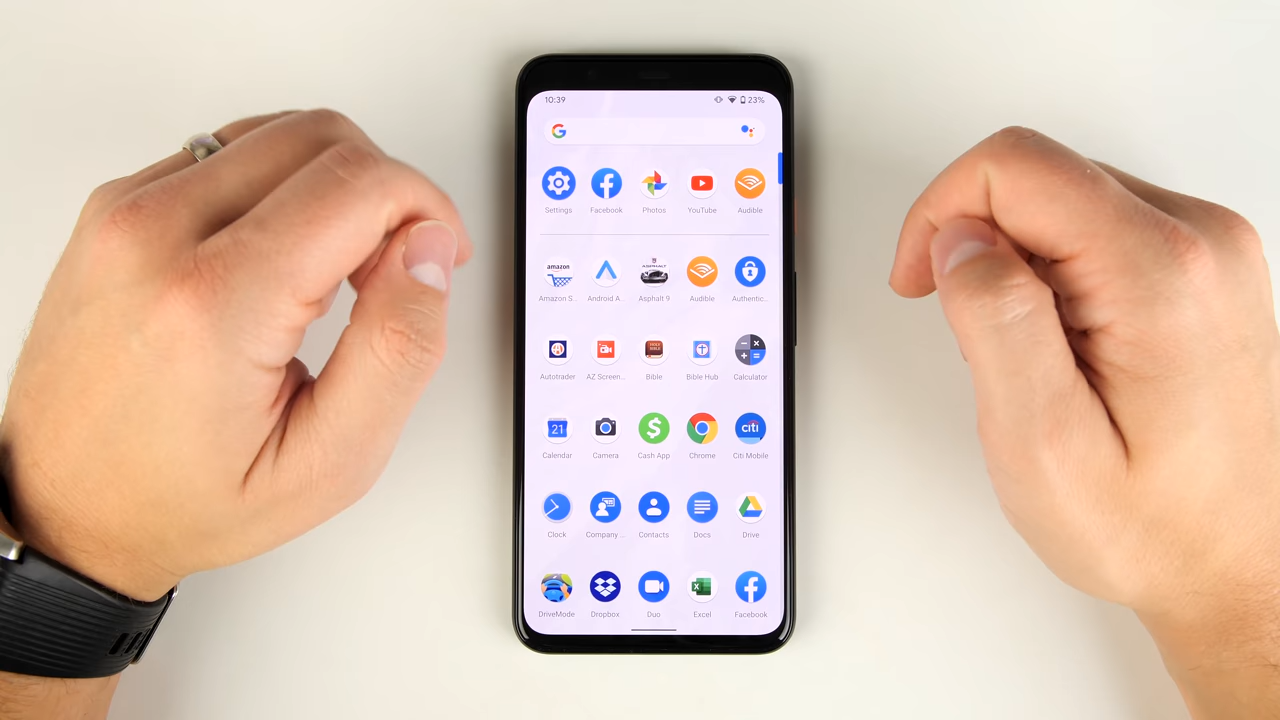 10:39 23%
Settings Facebook Photos YouTube Audible
amazon
Amazon S.. Android A.. Asphalt 9 Audible Authentic..
HOLY BIBLE
Autotrader AZ Screen... Bible Bible Hub Calculator
21 $ citi
Calendar Camera Cash App Chrome Citi Mobile
Clock Company ... Contacts Docs Drive
DriveMode Dropbox Duo Excel Facebook